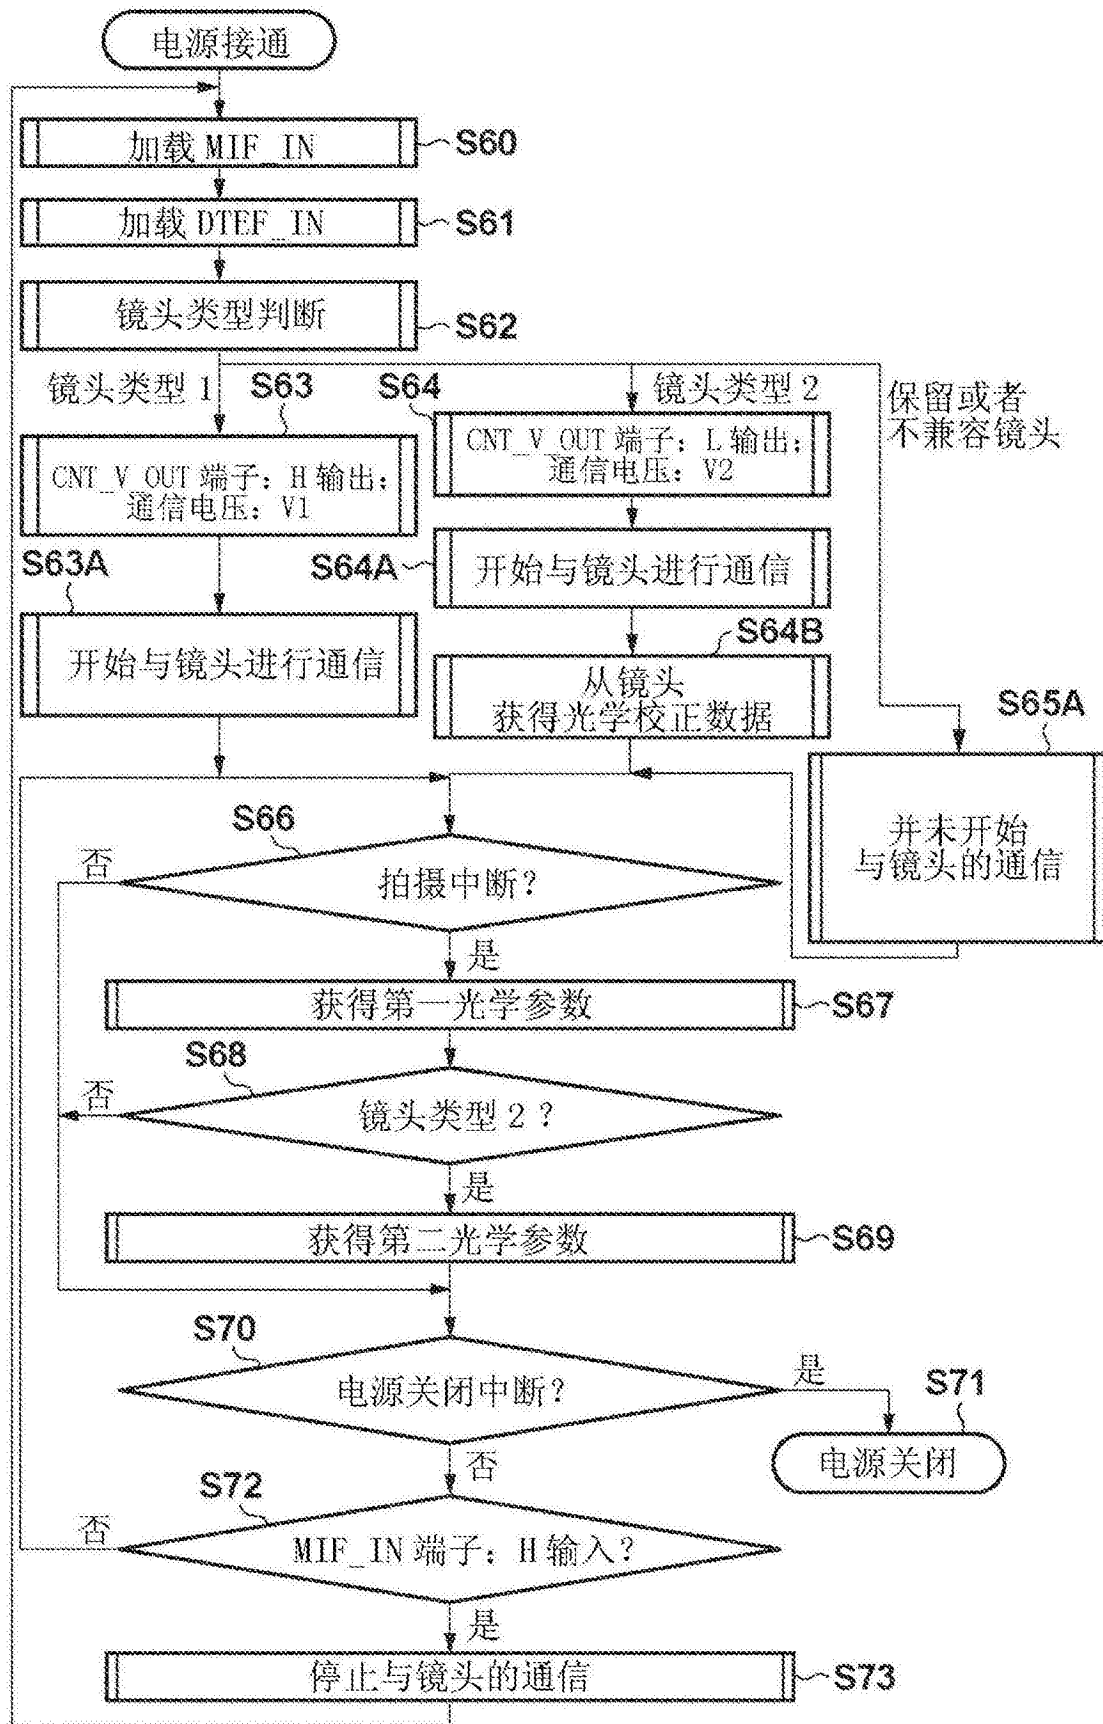 电源接通
加载 MIF_IN
S60
加载 DTEF_IN
S61
镜头类型判断
S62
镜头类型 1
S63
CNT_V_OUT 端子: H 输出;
通信电压: V1
S63A
开始与镜头进行通信
S64
镜头类型 2
CNT_V_OUT 端子: L 输出;
通信电压: V2
S64A
开始与镜头进行通信
S64B
从镜头
获得光学校正数据
保留或者
不兼容镜头
S65A
并未开始
与镜头的通信
S66
否
拍摄中断?
是
获得第一光学参数
S67
S68
否
镜头类型 2 ?
是
获得第二光学参数
S69
S70
电源关闭中断?
是
S71
电源关闭
否
S72
否
MIF_IN 端子: H 输入?
是
停止与镜头的通信
S73